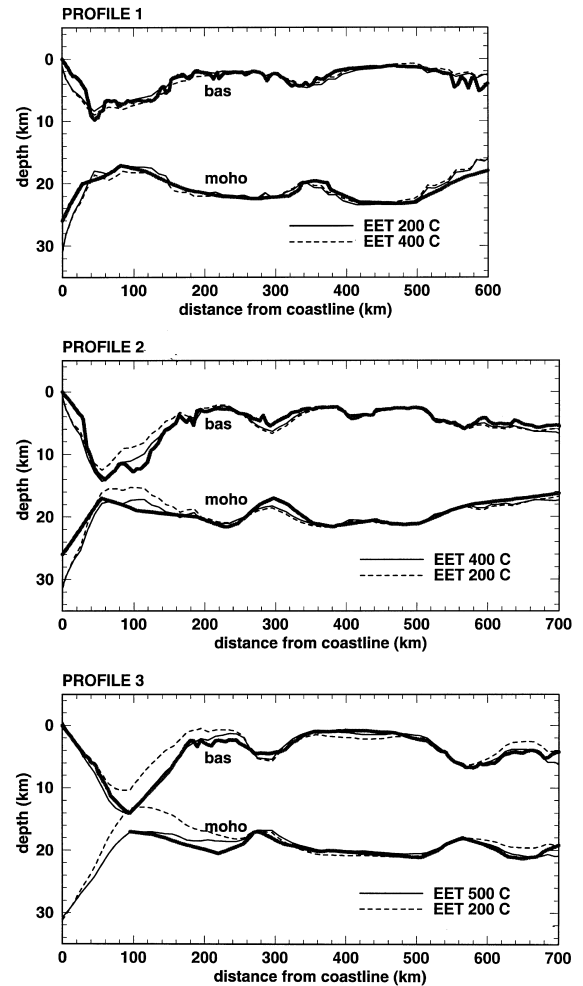 PROFILE 1
0
10
20
30
depth (km)
bas
moho
EET 200 C
EET 400 C
0 100 200 300 400 500 600
distance from coastline (km)
PROFILE 2
0
10
20
30
depth (km)
bas
moho
EET 400 C
EET 200 C
0 100 200 300 400 500 600 700
distance from coastline (km)
PROFILE 3
0
10
20
30
depth (km)
bas
moho
EET 500 C
EET 200 C
0 100 200 300 400 500 600 700
distance from coastline (km)